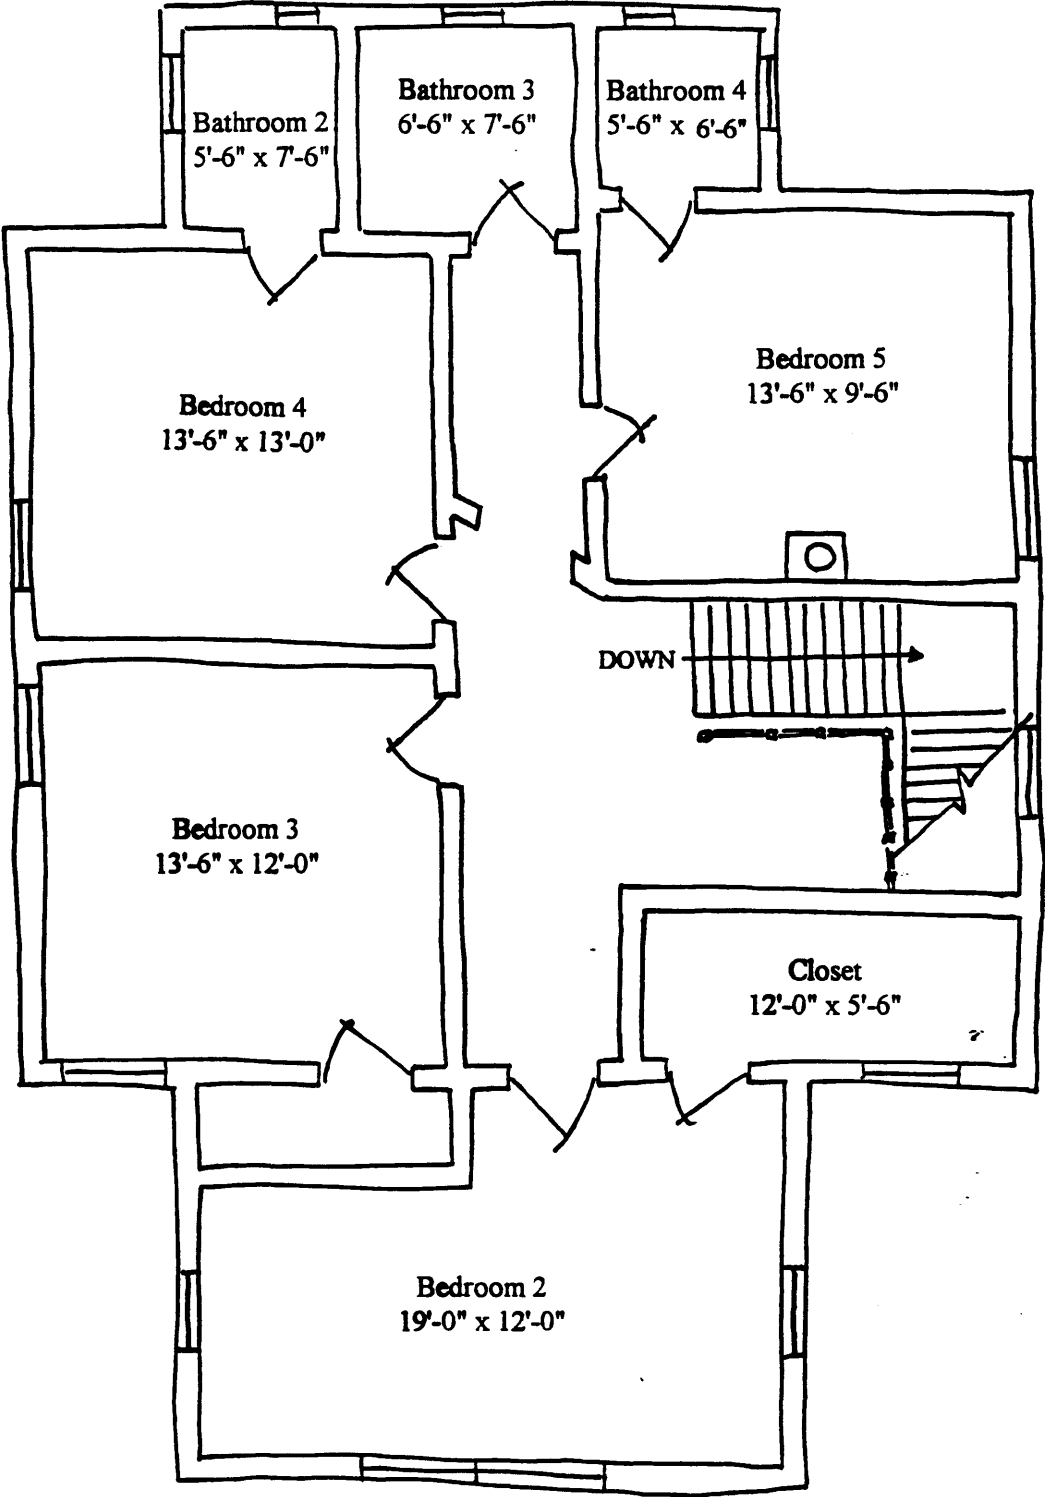 Bathroom 2
5'-6" x 7'-6"
Bathroom 3
6'-6" x 7'-6"
Bathroom 4
5'-6" x 6'-6"
Bedroom 4
13'-6" x 13'-0"
Bedroom 5
13'-6" x 9'-6"
DOWN
Bedroom 3
13'-6" x 12'-0"
Closet
12'-0" x 5'-6"
Bedroom 2
19'-0" x 12'-0"